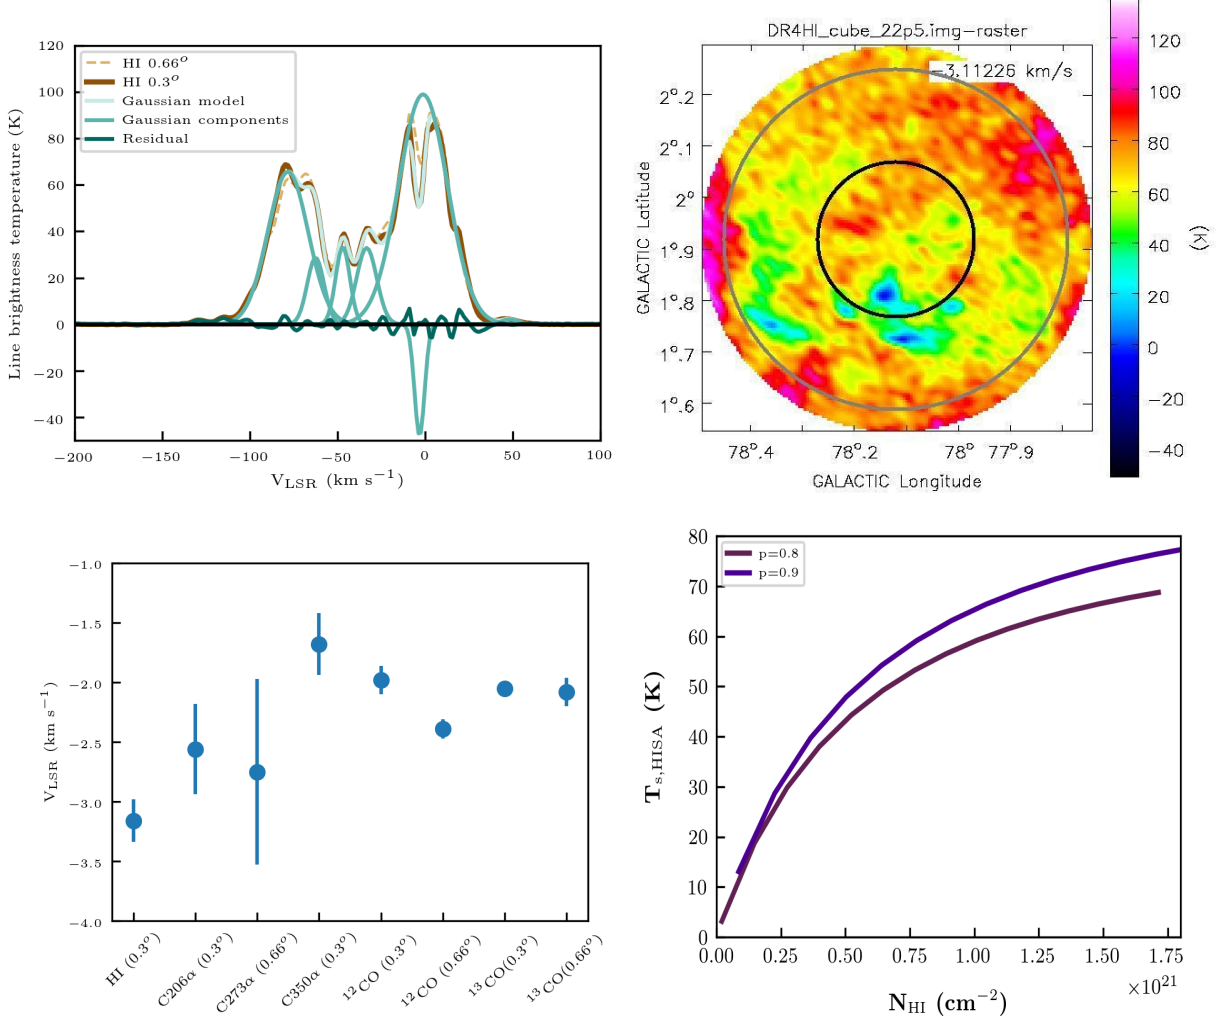 HI 0.66°
HI 0.3°
Gaussian model
Gaussian components
Residual
120
100
80
60
40
20
0
−20
−40
Line brightness temperature (K)
−200 −150 −100 −50 0 50 100
V_LSR (km s⁻¹)
DR4HI_cube_22p5.img−raster
−3.11226 km/s
2°.2
2°.1
2°
1°.9
1°.8
1°.7
1°.6
GALACTIC Latitude
78°.4 78°.2 78° 77°.9
GALACTIC Longitude
120
100
80
60
40
20
0
−20
−40
(K)
−1.0
−1.5
−2.0
−2.5
−3.0
−3.5
−4.0
V_LSR (km s⁻¹)
HI (0.3°)
C206α (0.3°)
C273α (0.66°)
C350α (0.3°)
¹²CO (0.3°)
¹²CO (0.66°)
¹³CO(0.3°)
¹³CO(0.66°)
p=0.8
p=0.9
80
70
60
50
40
30
20
10
0
T_s,HISA (K)
0.00 0.25 0.50 0.75 1.00 1.25 1.50 1.75
×10²¹
N_HI (cm⁻²)